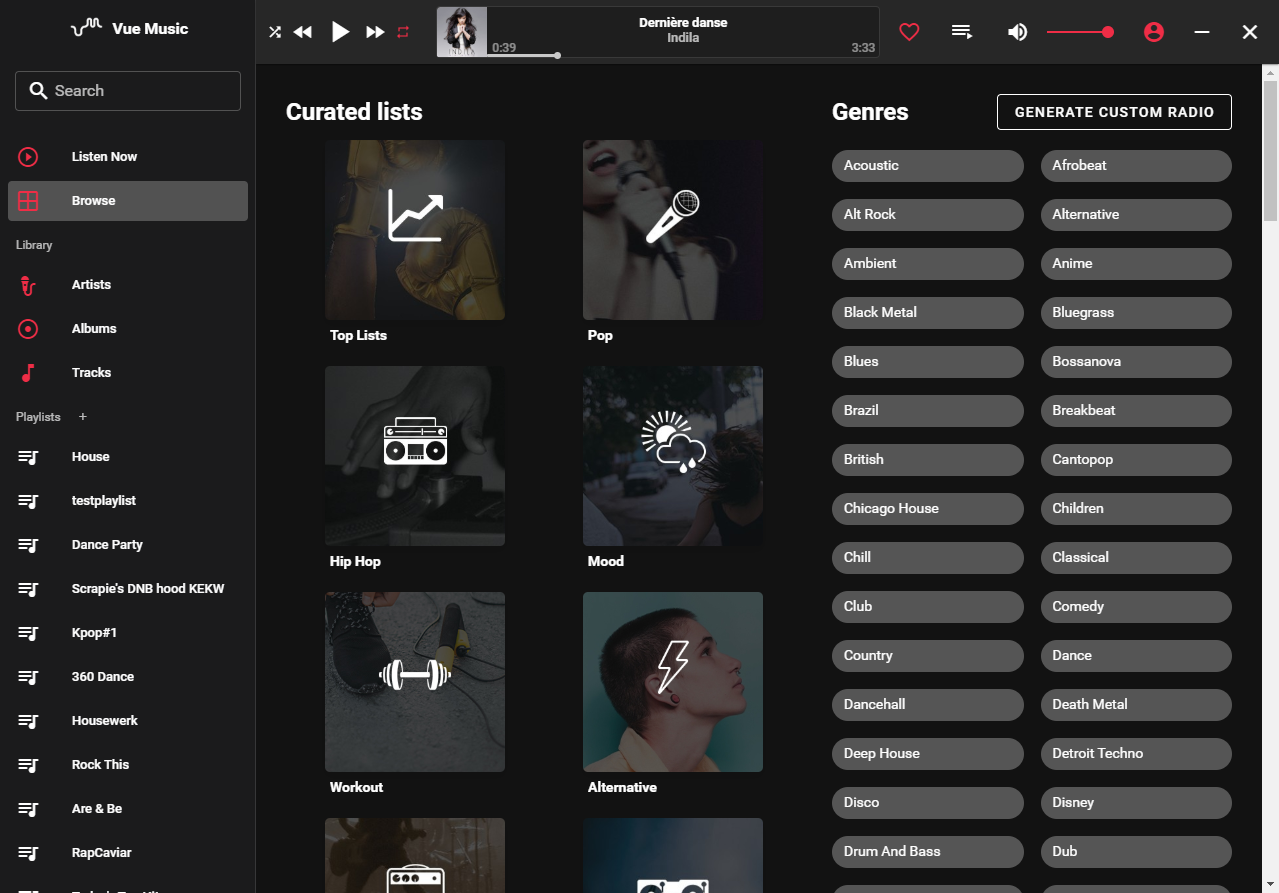 Vue Music
Search
Listen Now
Browse
Library
Artists
Albums
Tracks
Playlists +
House
testplaylist
Dance Party
Scrapie's DNB hood KEKW
Kpop#1
360 Dance
Housewerk
Rock This
Are & Be
RapCaviar
Dernière danse
Indila
0:39
3:33
INDILA
Curated lists
Top Lists
Pop
Hip Hop
Mood
Workout
Alternative
Genres
GENERATE CUSTOM RADIO
Acoustic
Afrobeat
Alt Rock
Alternative
Ambient
Anime
Black Metal
Bluegrass
Blues
Bossanova
Brazil
Breakbeat
British
Cantopop
Chicago House
Children
Chill
Classical
Club
Comedy
Country
Dance
Dancehall
Death Metal
Deep House
Detroit Techno
Disco
Disney
Drum And Bass
Dub